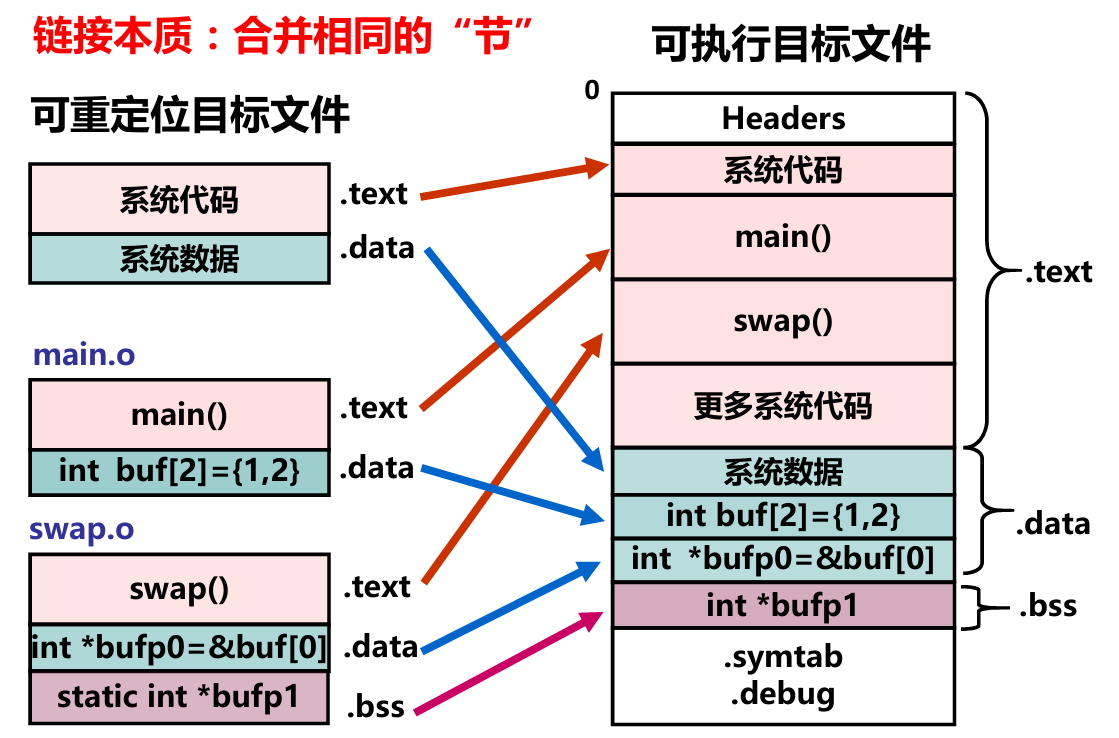 链接本质：合并相同的“节”
可重定位目标文件
系统代码
.text
系统数据
.data
main.o
main()
.text
int buf[2]={1,2}
.data
swap.o
swap()
.text
int *bufp0=&buf[0]
.data
static int *bufp1
.bss
可执行目标文件
0
Headers
系统代码
main()
swap()
更多系统代码
.text
系统数据
int buf[2]={1,2}
int *bufp0=&buf[0]
.data
int *bufp1
.bss
.symtab
.debug